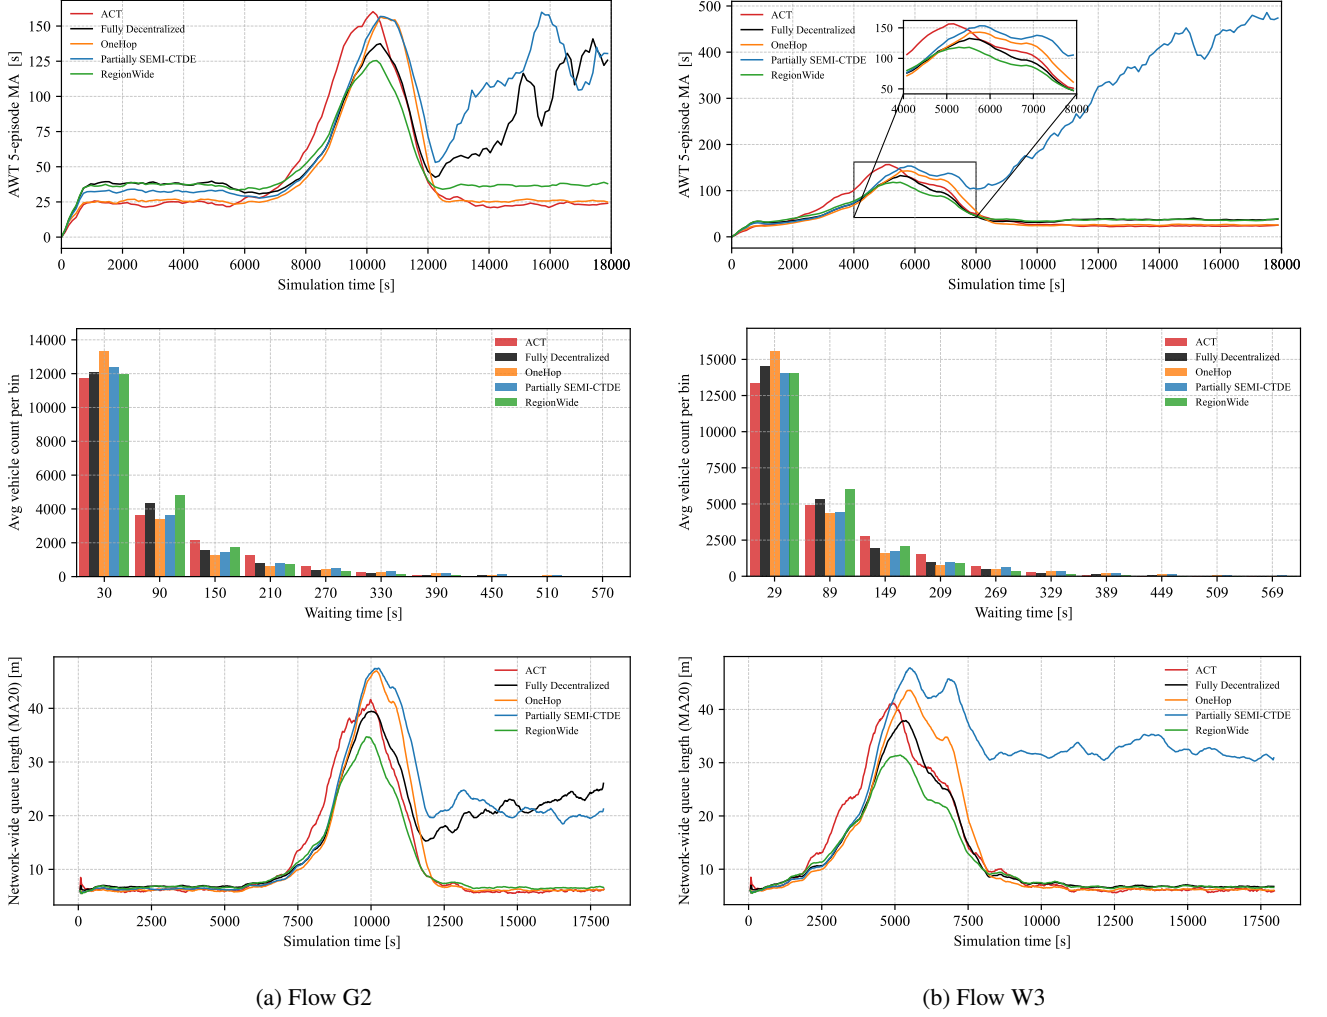 AWT 5-episode MA [s]
150
125
100
75
50
25
0
ACT
Fully Decentralized
OneHop
Partially SEMI-CTDE
RegionWide
0 2000 4000 6000 8000 10000 12000 14000 16000 18000
Simulation time [s]
AWT 5-episode MA [s]
500
400
300
200
100
0
ACT
Fully Decentralized
OneHop
Partially SEMI-CTDE
RegionWide
150
100
50
4000 5000 6000 7000 8000
0 2000 4000 6000 8000 10000 12000 14000 16000 18000
Simulation time [s]
Avg vehicle count per bin
14000
12000
10000
8000
6000
4000
2000
0
ACT
Fully Decentralized
OneHop
Partially SEMI-CTDE
RegionWide
30 90 150 210 270 330 390 450 510 570
Waiting time [s]
Avg vehicle count per bin
15000
12500
15000
7500
5000
2500
0
ACT
Fully Decentralized
OneHop
Partially SEMI-CTDE
RegionWide
29 89 149 209 269 329 389 449 509 569
Waiting time [s]
Network-wide queue length (MA20) [m]
40
30
20
10
ACT
Fully Decentralized
OneHop
Partially SEMI-CTDE
RegionWide
0 2500 5000 7500 10000 12500 15000 17500
Simulation time [s]
Network-wide queue length (MA20) [m]
40
30
20
10
ACT
Fully Decentralized
OneHop
Partially SEMI-CTDE
RegionWide
0 2500 5000 7500 10000 12500 15000 17500
Simulation time [s]
(a) Flow G2
(b) Flow W3